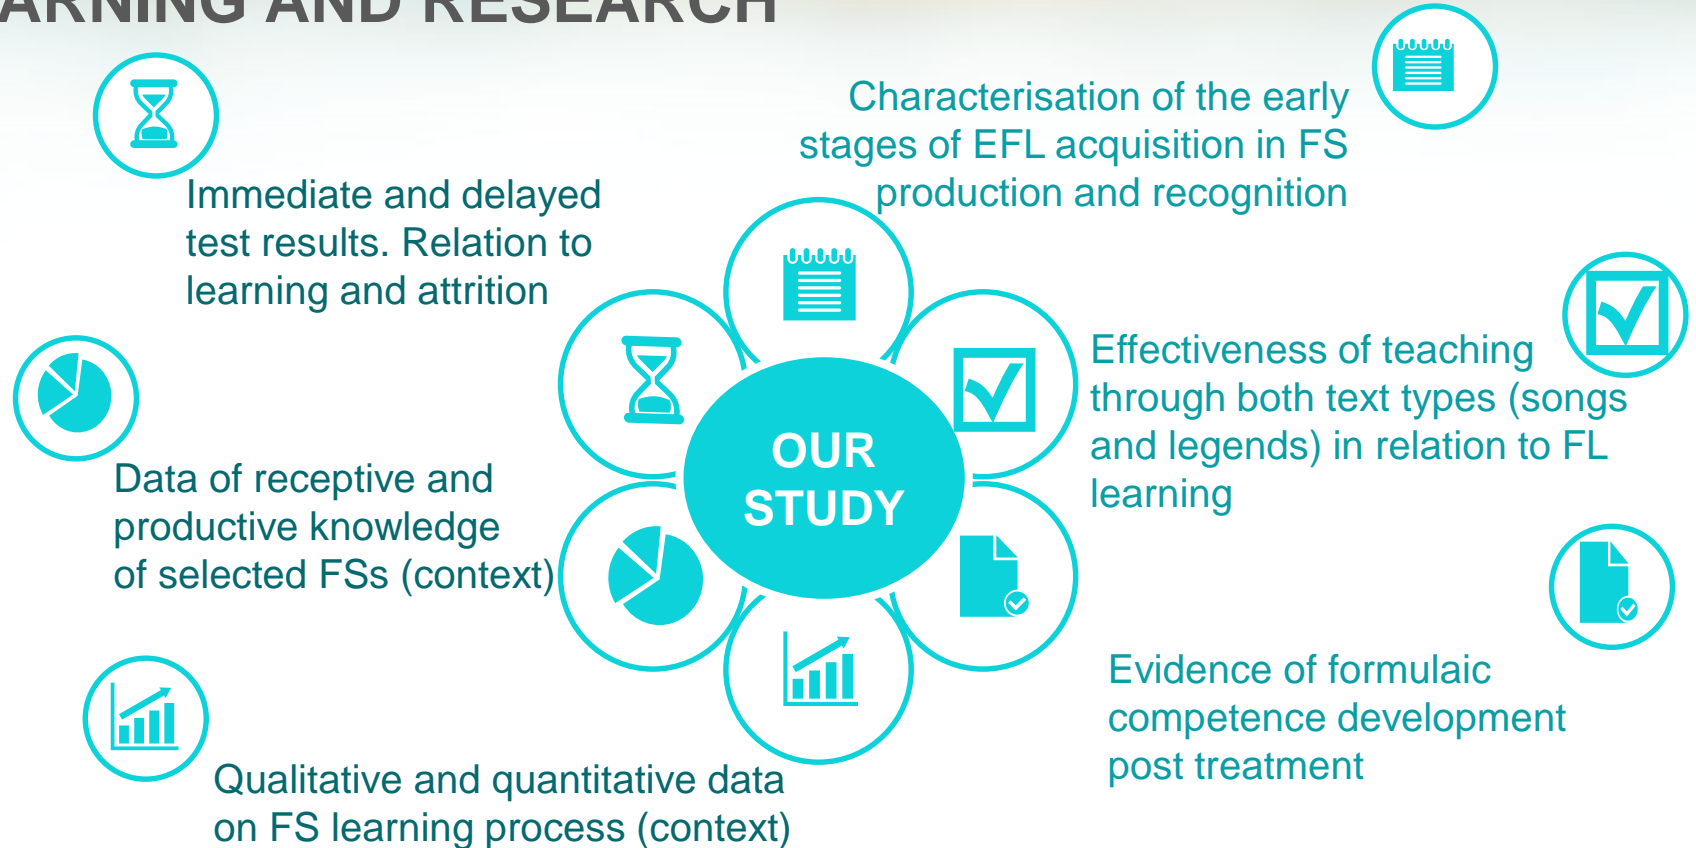 ARNING AND RESEARCH
Characterisation of the early
stages of EFL acquisition in FS
production and recognition
Immediate and delayed
test results. Relation to
learning and attrition
Effectiveness of teaching
through both text types (songs
and legends) in relation to FL
learning
OUR
STUDY
Data of receptive and
productive knowledge
of selected FSs (context)
Evidence of formulaic
competence development
post treatment
Qualitative and quantitative data
on FS learning process (context)